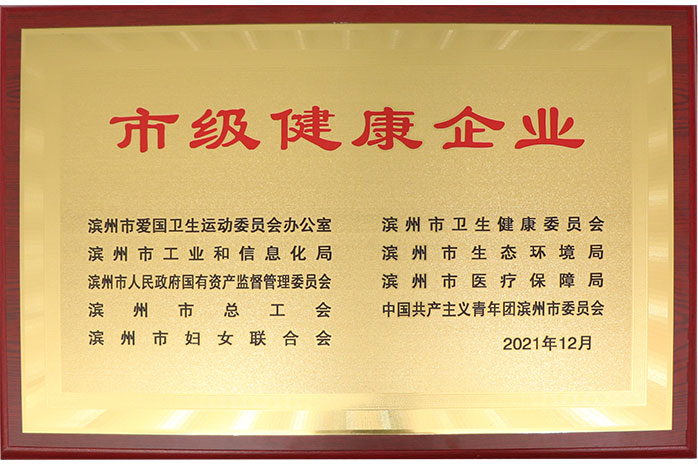 市级健康企业
滨州市爱国卫生运动委员会办公室
滨州市工业和信息化局
滨州市人民政府国有资产监督管理委员会
滨州市总工会
滨州市妇女联合会
滨州市卫生健康委员会
滨州市生态环境局
滨州市医疗保障局
中国共产主义青年团滨州市委员会
2021年12月